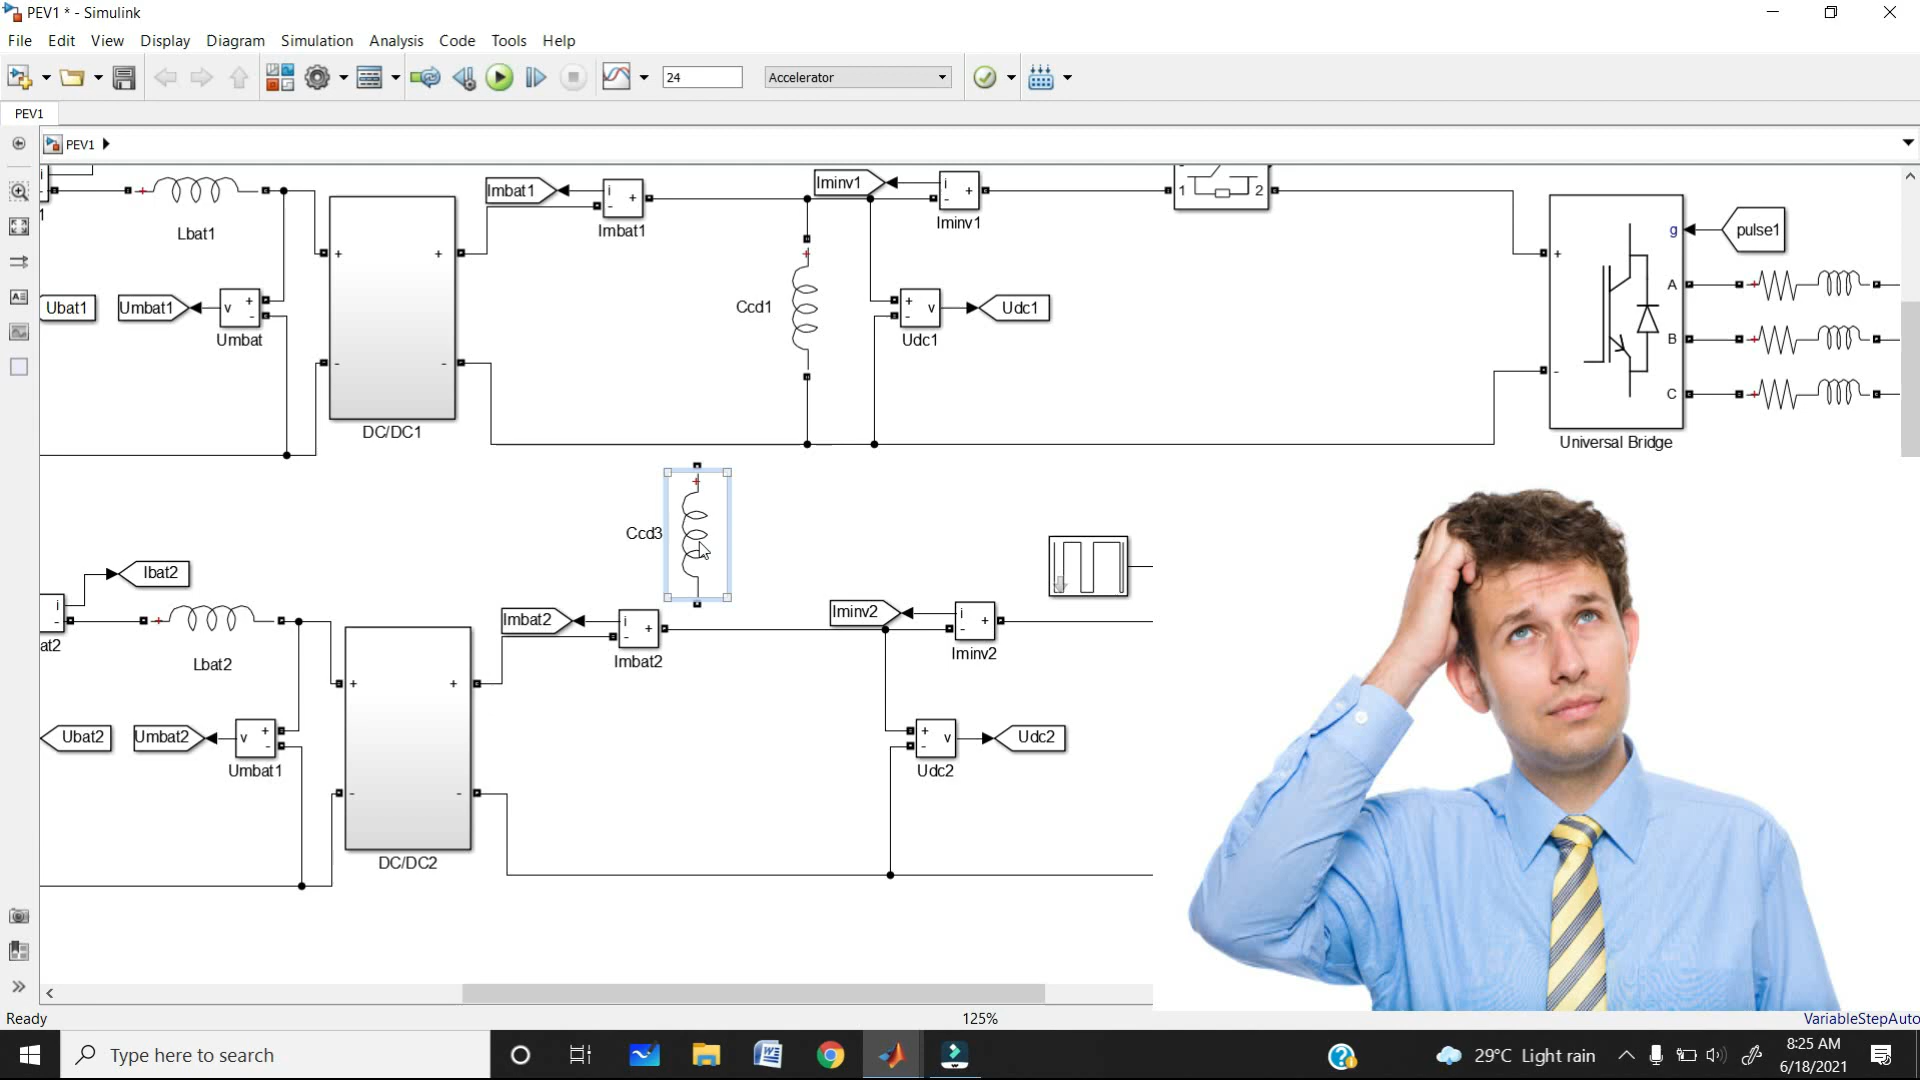 PEV1 * - Simulink
File Edit View Display Diagram Simulation Analysis Code Tools Help
24 Accelerator
PEV1
PEV1
i
1
Lbat1
Imbat1
i
+
-
Imbat1
Iminv1
i
+
-
Iminv1
1 2
g
pulse1
+
-
A
B
C
Universal Bridge
Ubat1
Umbat1
v
+
-
Umbat
+ +
- -
DC/DC1
+
Ccd1
+
-
v
Udc1
Udc1
+
Ccd3
Ibat2
i
-
at2
Lbat2
Imbat2
i
+
-
Imbat2
Iminv2
i
+
-
Iminv2
Ubat2
Umbat2
v
+
-
Umbat1
+ +
- -
DC/DC2
+
-
v
Udc2
Udc2
Ready
125%
VariableStepAuto
Type here to search
29°C Light rain
8:25 AM
6/18/2021